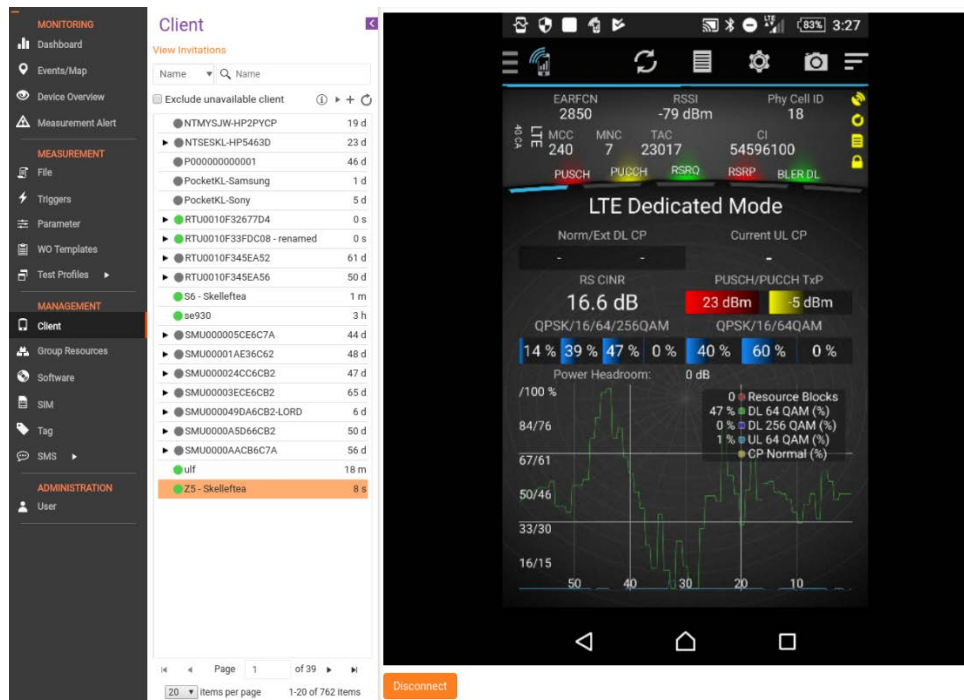 MONITORING
Dashboard
Events/Map
Device Overview
Measurement Alert
MEASUREMENT
File
Triggers
Parameter
WO Templates
Test Profiles
MANAGEMENT
Client
Group Resources
Software
SIM
Tag
SMS
ADMINISTRATION
User
Client
View Invitations
Name Name
Exclude unavailable client
NTMYSJW-HP2PYCP 19 d
NTSESKL-HP5463D 23 d
P000000000001 46 d
PocketKL-Samsung 1 d
PocketKL-Sony 5 d
RTU0010F32677D4 0 s
RTU0010F33FDC08 - renamed 0 s
RTU0010F345EA52 61 d
RTU0010F345EA56 50 d
S6 - Skelleftea 1 m
se930 3 h
SMU000005CE6C7A 44 d
SMU00001AE36C62 48 d
SMU000024CC6CB2 47 d
SMU00003ECE6CB2 65 d
SMU000049DA6CB2-LORD 6 d
SMU0000A5D66CB2 50 d
SMU0000AACB6C7A 56 d
ulf 18 m
Z5 - Skelleftea 8 s
Page 1 of 39
20 items per page 1-20 of 762 items
LTE 83% 3:27
EARFCN RSSI Phy Cell ID
2850 -79 dBm 18
4G CA LTE
MCC MNC TAC CI
240 7 23017 54596100
PUSCH PUCCH RSRQ RSRP BLER DL
LTE Dedicated Mode
Norm/Ext DL CP Current UL CP
- - -
RS CINR PUSCH/PUCCH TxP
16.6 dB 23 dBm -5 dBm
QPSK/16/64/256QAM QPSK/16/64QAM
14 % 39 % 47 % 0 % 40 % 60 % 0 %
Power Headroom: 0 dB
/100 %
0 Resource Blocks
47 % DL 64 QAM (%)
84/76
0 % DL 256 QAM (%)
1 % UL 64 QAM (%)
CP Normal (%)
67/61
50/46
33/30
16/15
50 40 30 20 10
Disconnect